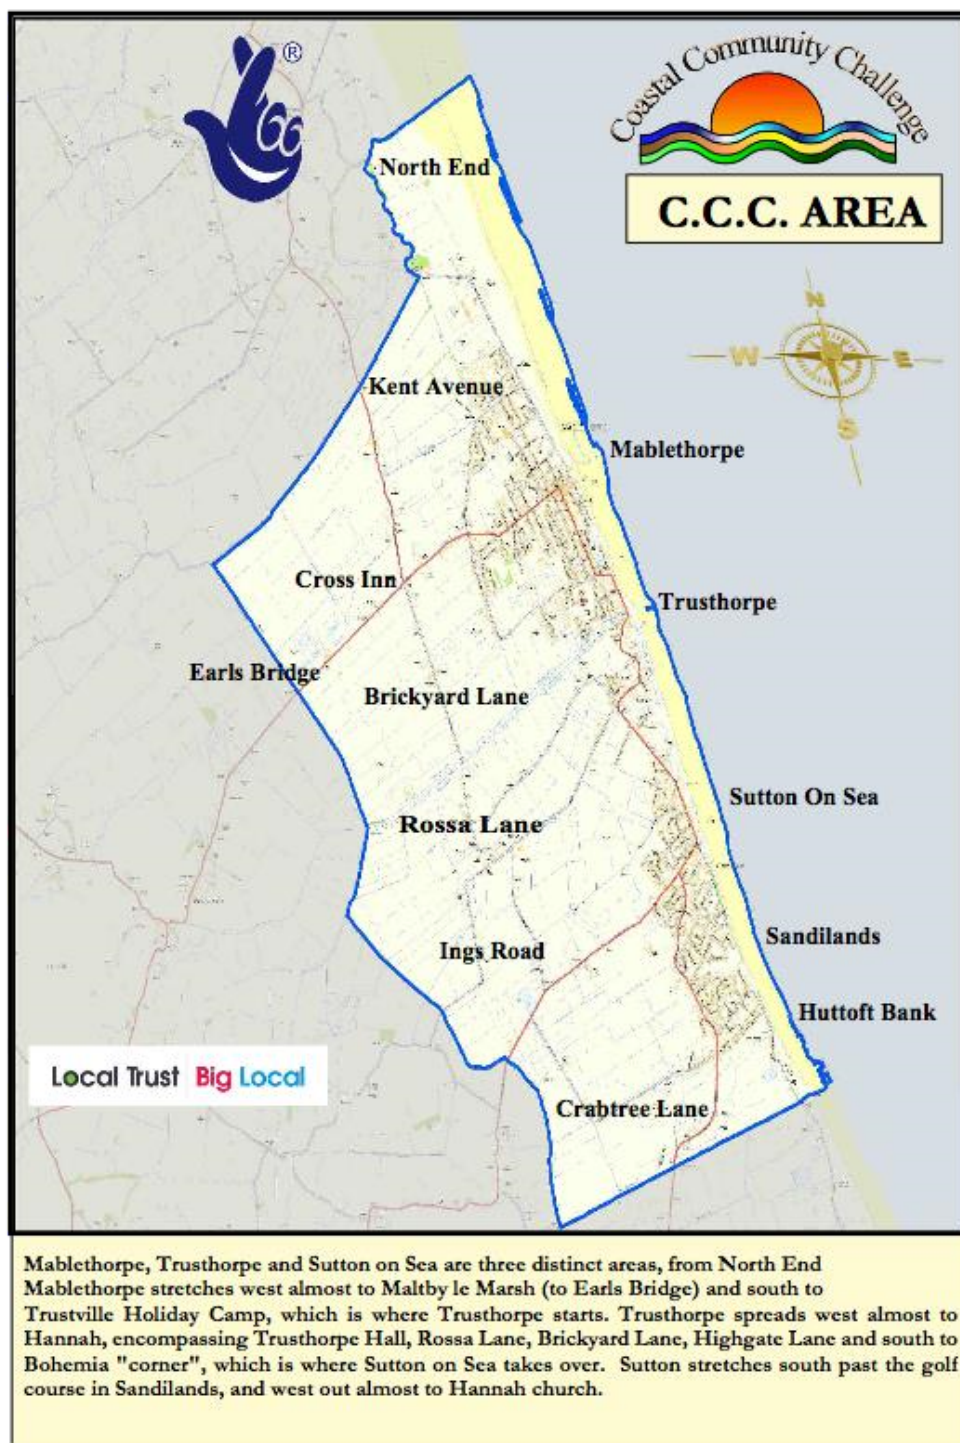 ®
Coastal Community Challenge
C.C.C. AREA
North End
N
W
E
S
Kent Avenue
Mablethorpe
Cross Inn
Trusthorpe
Earls Bridge
Brickyard Lane
Sutton On Sea
Rossa Lane
Sandilands
Ings Road
Huttoft Bank
Local Trust Big Local
Crabtree Lane
Mablethorpe, Trusthorpe and Sutton on Sea are three distinct areas, from North End
Mablethorpe stretches west almost to Maltby le Marsh (to Earls Bridge) and south to
Trustville Holiday Camp, which is where Trusthorpe starts. Trusthorpe spreads west almost to
Hannah, encompassing Trusthorpe Hall, Rossa Lane, Brickyard Lane, Highgate Lane and south to
Bohemia "corner", which is where Sutton on Sea takes over. Sutton stretches south past the golf
course in Sandilands, and west out almost to Hannah church.